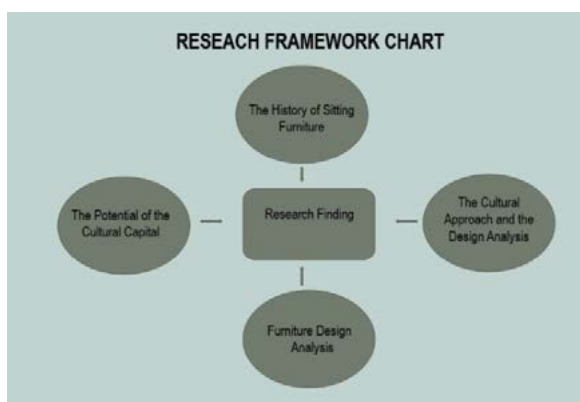 RESEACH FRAMEWORK CHART
The History of Sitting
Furniture
The Potential of the
Cultural Capital
Research Finding
The Cultural
Approach and the
Design Analysis
Furniture Design
Analysis